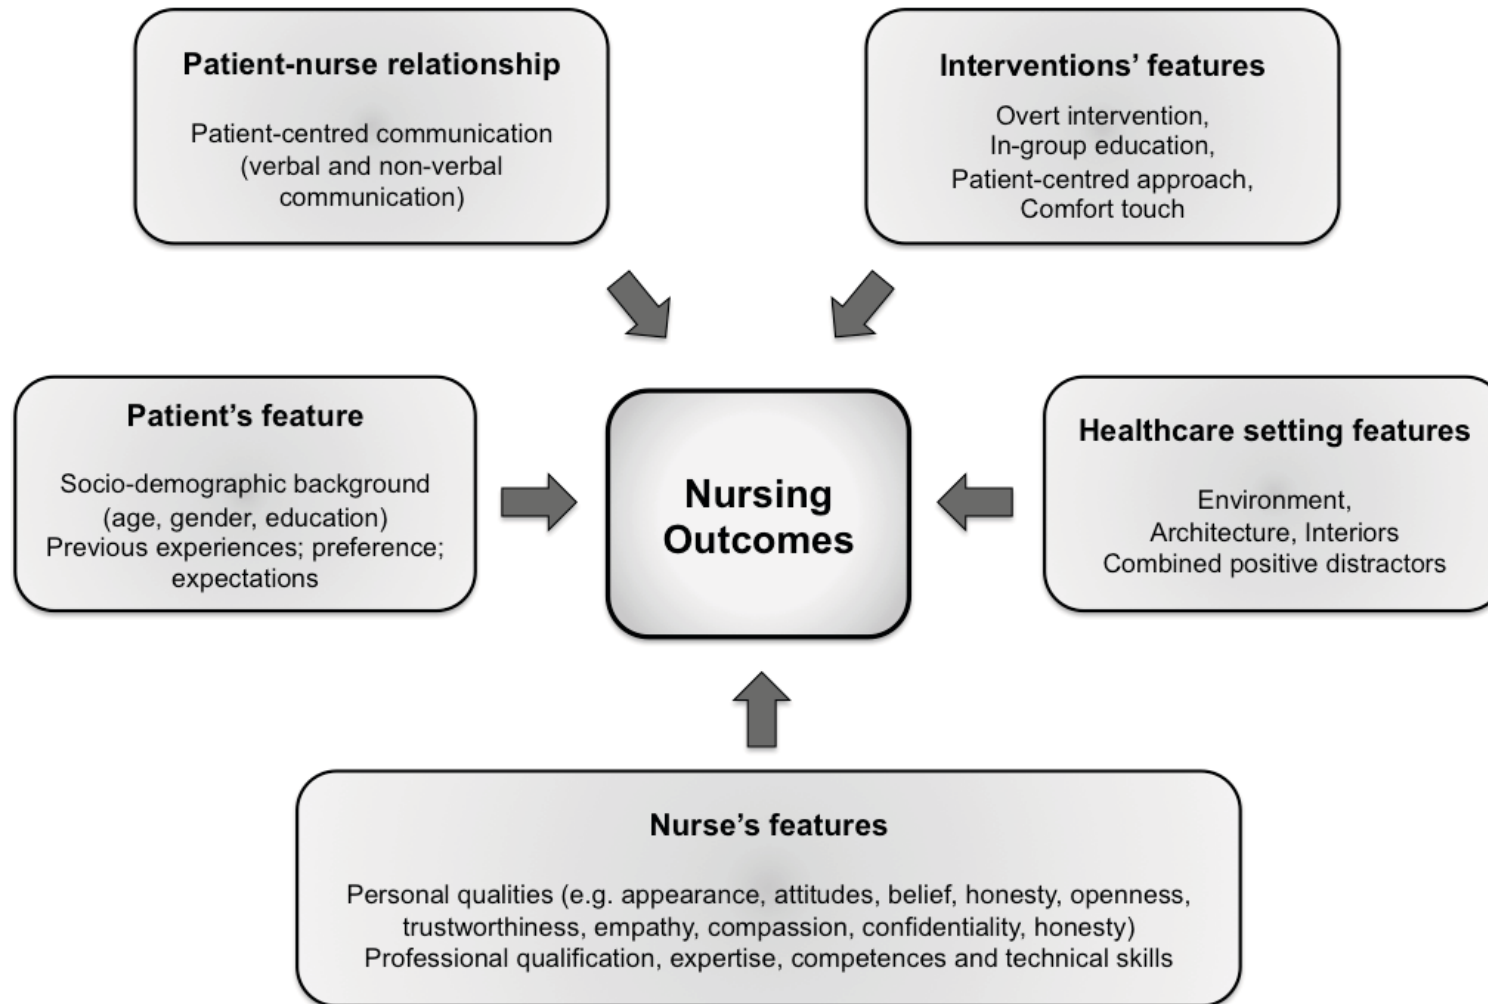 Patient-nurse relationship
Patient-centred communication
(verbal and non-verbal
communication)
Interventions’ features
Overt intervention,
In-group education,
Patient-centred approach,
Comfort touch
Patient’s feature
Socio-demographic background
(age, gender, education)
Previous experiences; preference;
expectations
Nursing
Outcomes
Healthcare setting features
Environment,
Architecture, Interiors
Combined positive distractors
Nurse’s features
Personal qualities (e.g. appearance, attitudes, belief, honesty, openness,
trustworthiness, empathy, compassion, confidentiality, honesty)
Professional qualification, expertise, competences and technical skills